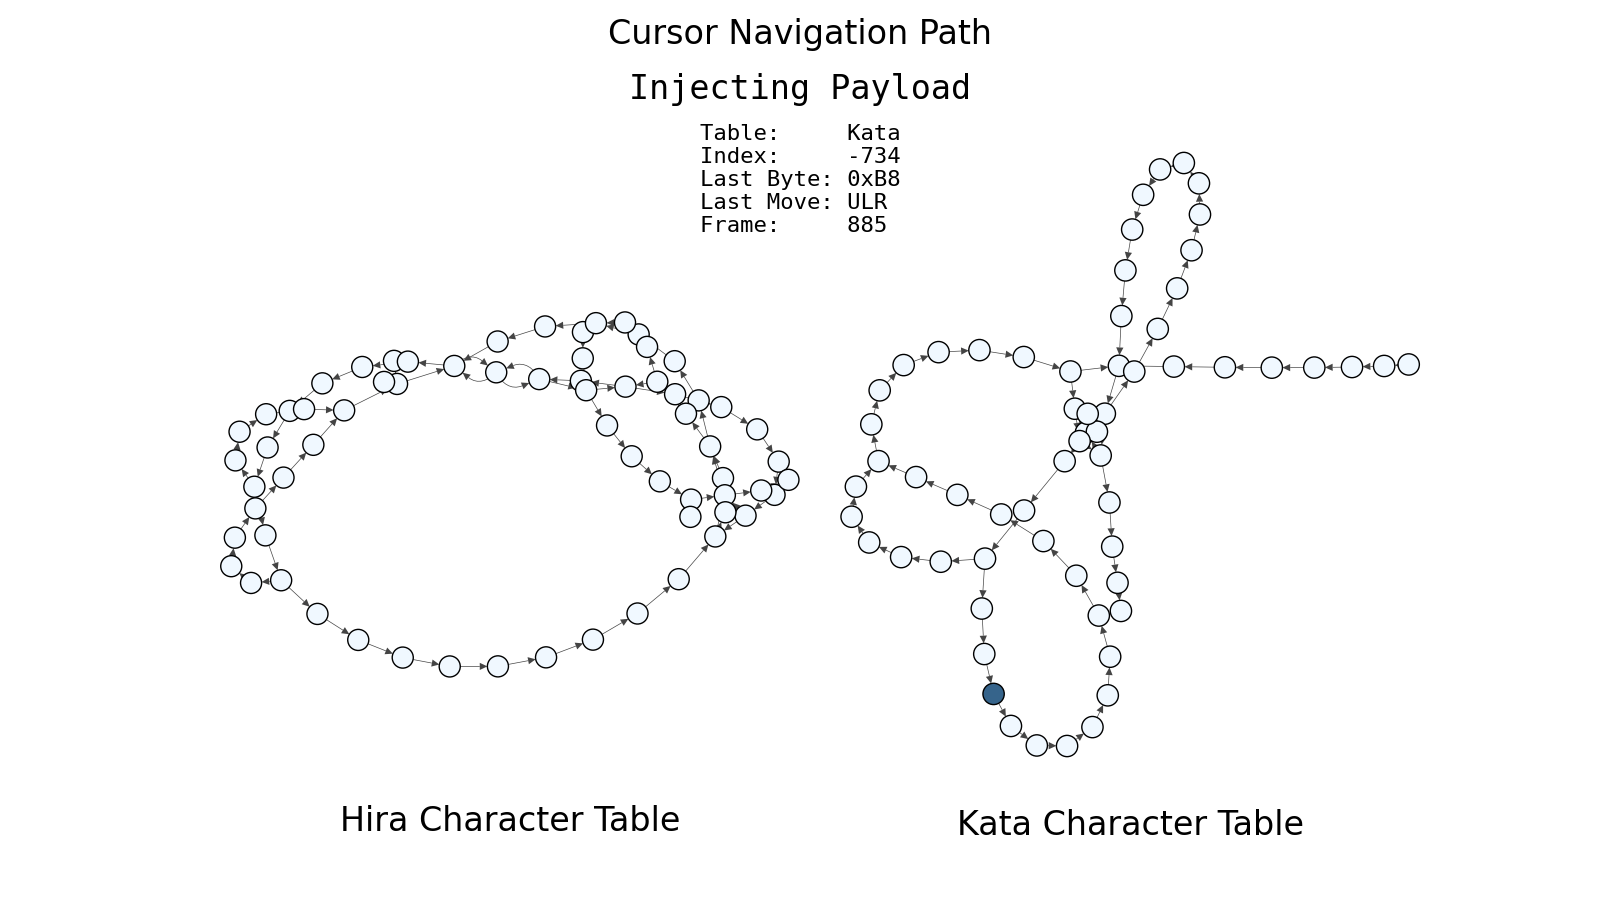 Cursor Navigation Path
Injecting Payload
Table: Kata
Index: -734
Last Byte: 0xB8
Last Move: ULR
Frame: 885
Hira Character Table
Kata Character Table